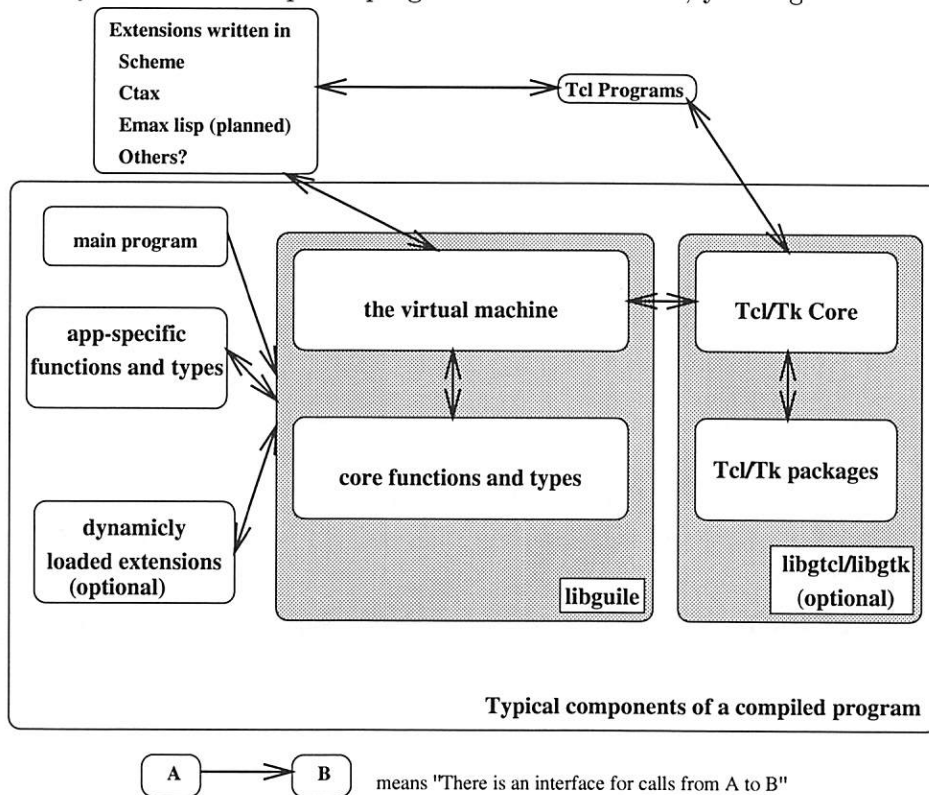 Extensions written in
Scheme
Ctax
Emax lisp (planned)
Others?
Tcl Programs
main program
app-specific
functions and types
dynamicly
loaded extensions
(optional)
the virtual machine
core functions and types
libguile
Tcl/Tk Core
Tcl/Tk packages
libgtcl/libgtk
(optional)
Typical components of a compiled program
A
B
means "There is an interface for calls from A to B"